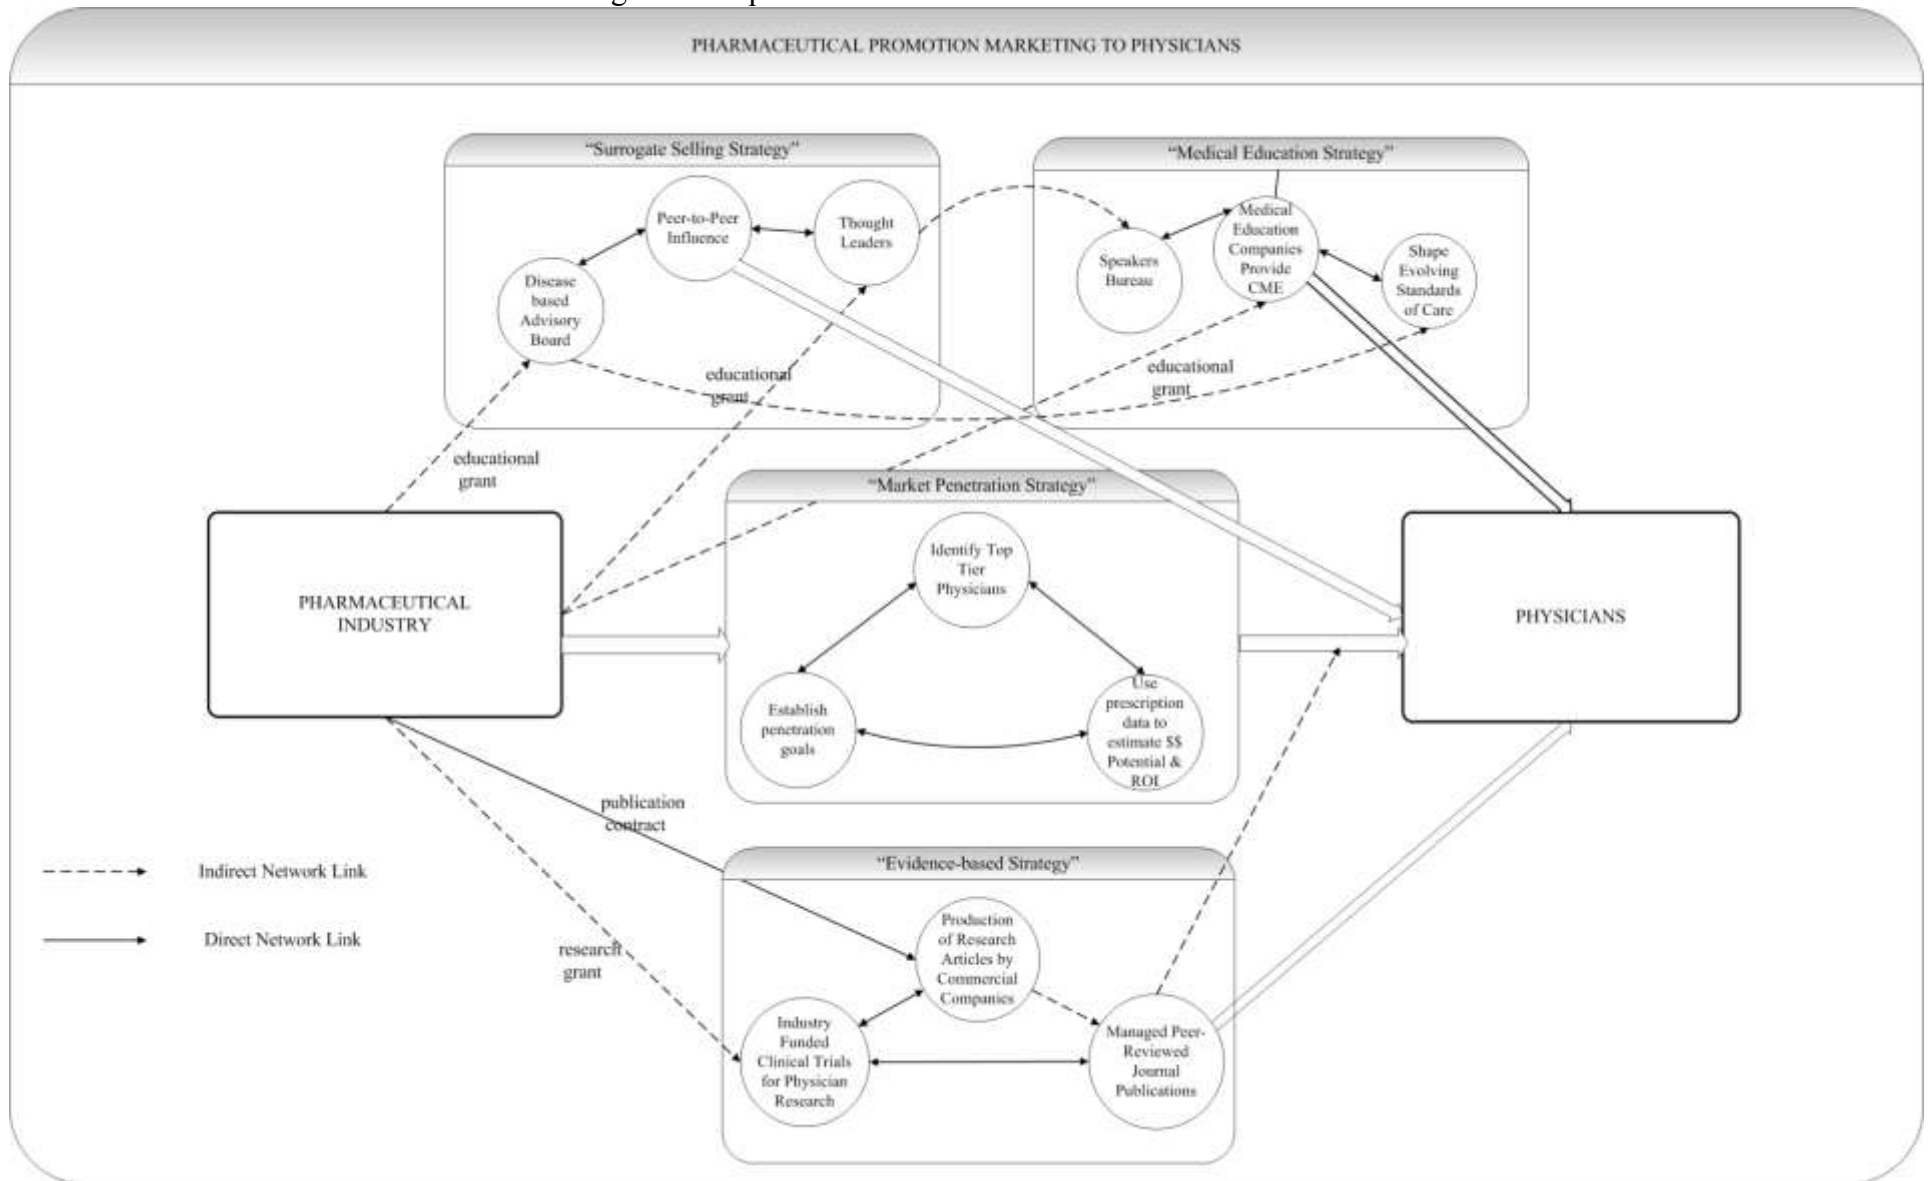 PHARMACEUTICAL PROMOTION MARKETING TO PHYSICIANS
“Surrogate Selling Strategy”
Peer-to-Peer
Influence
Thought
Leaders
Disease
based
Advisory
Board
“Medical Education Strategy”
Medical
Education
Companies
Provide
CME
Speakers
Bureau
Shape
Evolving
Standards
of Care
educational
grant
educational
grant
educational
grant
“Market Penetration Strategy”
Identify Top
Tier
Physicians
Establish
penetration
goals
Use
prescription
data to
estimate $$
Potential &
ROI
PHARMACEUTICAL
INDUSTRY
PHYSICIANS
publication
contract
research
grant
Indirect Network Link
Direct Network Link
“Evidence-based Strategy”
Production
of Research
Articles by
Commercial
Companies
Industry
Funded
Clinical Trials
for Physician
Research
Managed Peer-
Reviewed
Journal
Publications